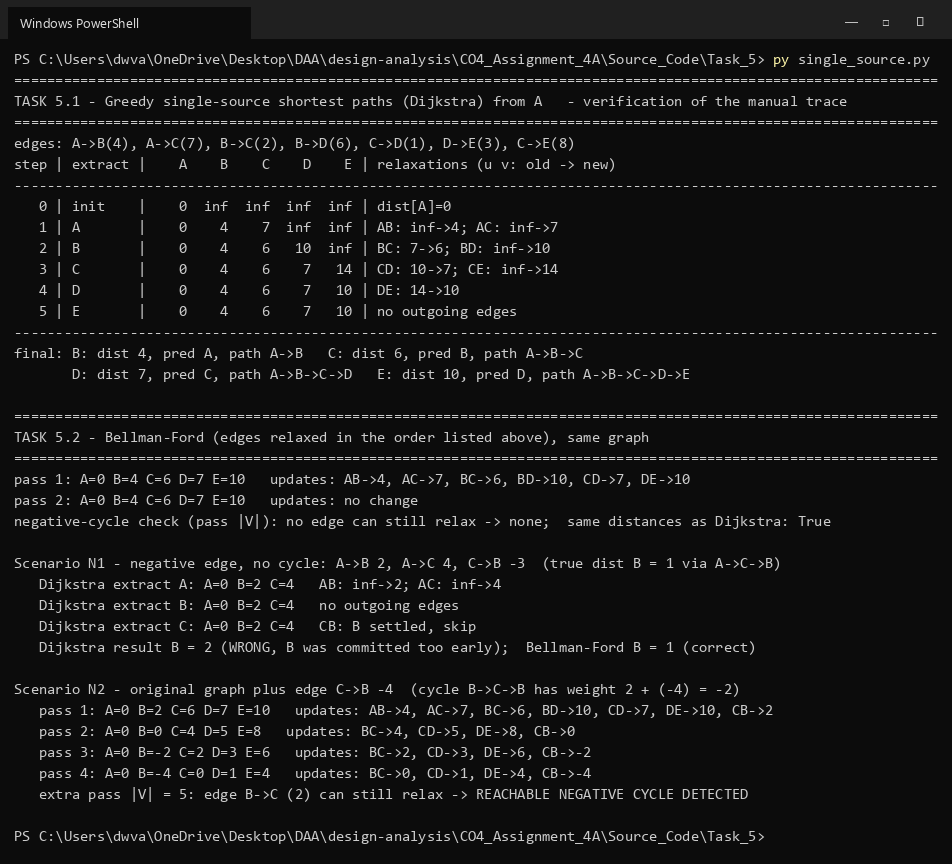 Windows PowerShell
PS C:\Users\dwva\OneDrive\Desktop\DAA\design-analysis\CO4_Assignment_4A\Source_Code\Task_5> py single_source.py
================================================================================================================
TASK 5.1 - Greedy single-source shortest paths (Dijkstra) from A   - verification of the manual trace
================================================================================================================
edges: A->B(4), A->C(7), B->C(2), B->D(6), C->D(1), D->E(3), C->E(8)
step | extract |    A    B    C    D    E | relaxations (u v: old -> new)
----------------------------------------------------------------------------------------------------------------
   0 | init    |    0  inf  inf  inf  inf | dist[A]=0
   1 | A       |    0    4    7  inf  inf | AB: inf->4; AC: inf->7
   2 | B       |    0    4    6   10  inf | BC: 7->6; BD: inf->10
   3 | C       |    0    4    6    7   14 | CD: 10->7; CE: inf->14
   4 | D       |    0    4    6    7   10 | DE: 14->10
   5 | E       |    0    4    6    7   10 | no outgoing edges
----------------------------------------------------------------------------------------------------------------
final: B: dist 4, pred A, path A->B   C: dist 6, pred B, path A->B->C
       D: dist 7, pred C, path A->B->C->D   E: dist 10, pred D, path A->B->C->D->E
================================================================================================================
TASK 5.2 - Bellman-Ford (edges relaxed in the order listed above), same graph
================================================================================================================
pass 1: A=0 B=4 C=6 D=7 E=10   updates: AB->4, AC->7, BC->6, BD->10, CD->7, DE->10
pass 2: A=0 B=4 C=6 D=7 E=10   updates: no change
negative-cycle check (pass |V|): no edge can still relax -> none;  same distances as Dijkstra: True
Scenario N1 - negative edge, no cycle: A->B 2, A->C 4, C->B -3  (true dist B = 1 via A->C->B)
   Dijkstra extract A: A=0 B=2 C=4   AB: inf->2; AC: inf->4
   Dijkstra extract B: A=0 B=2 C=4   no outgoing edges
   Dijkstra extract C: A=0 B=2 C=4   CB: B settled, skip
   Dijkstra result B = 2 (WRONG, B was committed too early);  Bellman-Ford B = 1 (correct)
Scenario N2 - original graph plus edge C->B -4  (cycle B->C->B has weight 2 + (-4) = -2)
   pass 1: A=0 B=2 C=6 D=7 E=10   updates: AB->4, AC->7, BC->6, BD->10, CD->7, DE->10, CB->2
   pass 2: A=0 B=0 C=4 D=5 E=8   updates: BC->4, CD->5, DE->8, CB->0
   pass 3: A=0 B=-2 C=2 D=3 E=6   updates: BC->2, CD->3, DE->6, CB->-2
   pass 4: A=0 B=-4 C=0 D=1 E=4   updates: BC->0, CD->1, DE->4, CB->-4
   extra pass |V| = 5: edge B->C (2) can still relax -> REACHABLE NEGATIVE CYCLE DETECTED
PS C:\Users\dwva\OneDrive\Desktop\DAA\design-analysis\CO4_Assignment_4A\Source_Code\Task_5>